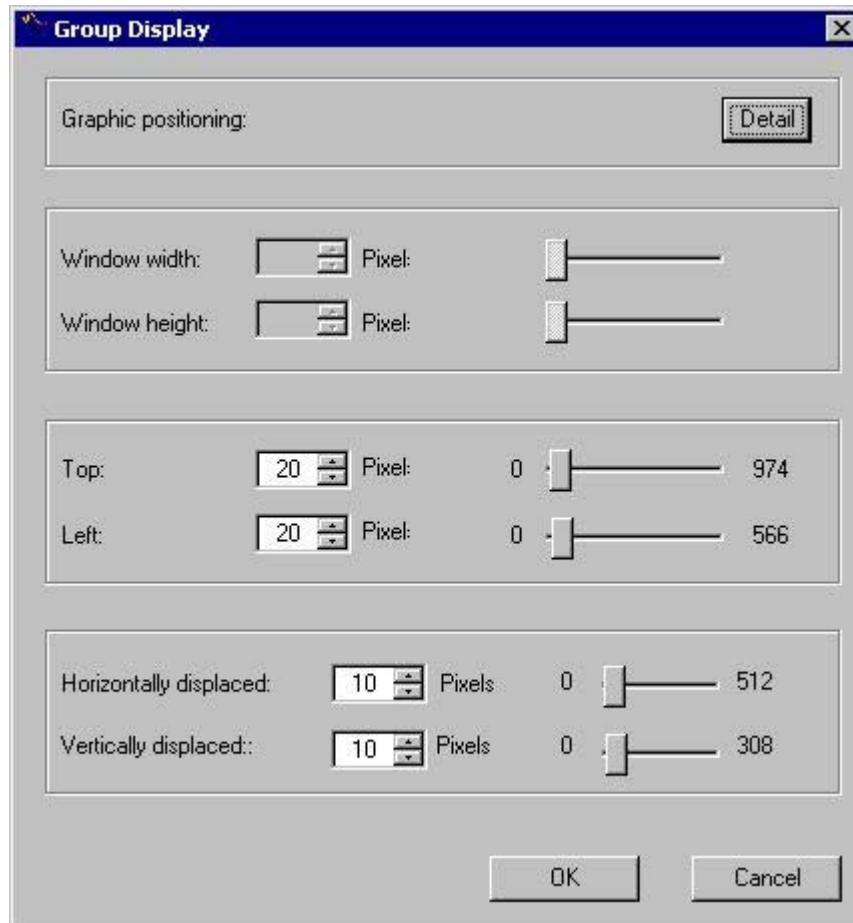 Group Display
Graphic positioning: Detail
Window width: Pixel:
Window height: Pixel:
Top: 20 Pixel: 0 974
Left: 20 Pixel: 0 566
Horizontally displaced: 10 Pixels 0 512
Vertically displaced:: 10 Pixels 0 308
OK Cancel